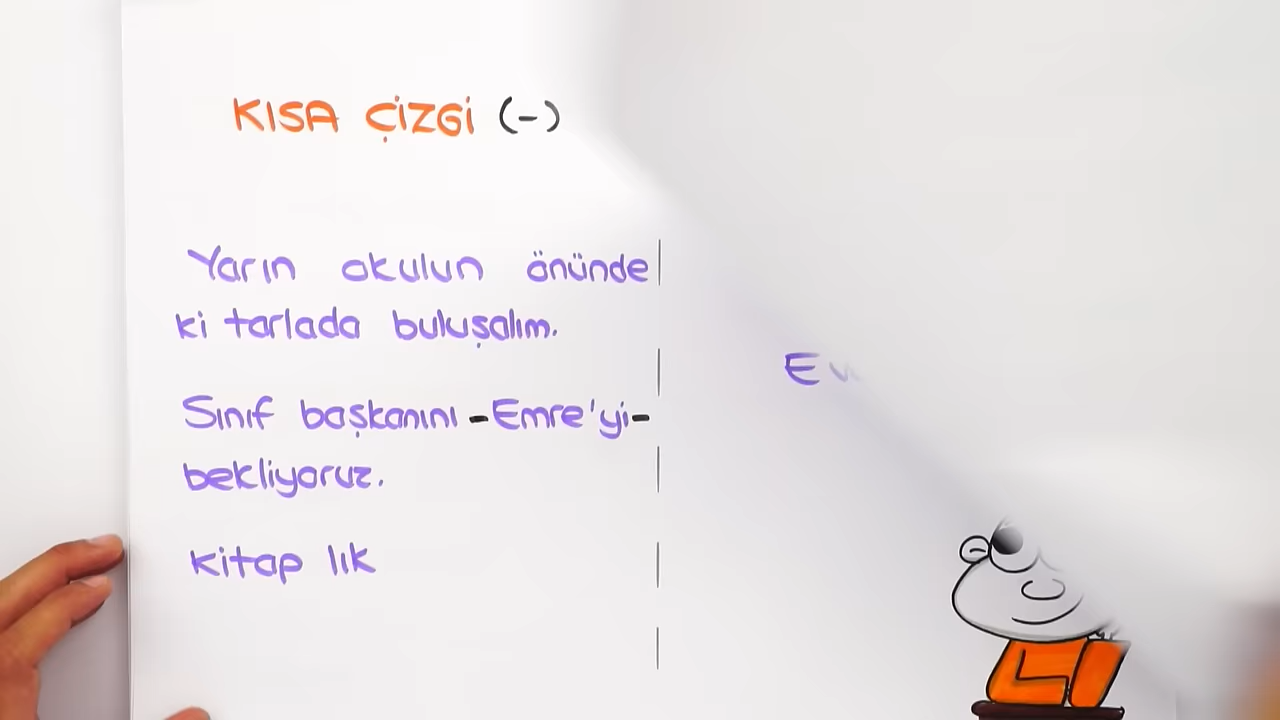 KISA ÇİZGİ (-)
Yarın okulun önünde
ki tarlada buluşalım.
Sınıf başkanını -Emre'yi-
bekliyoruz.
kitap lık